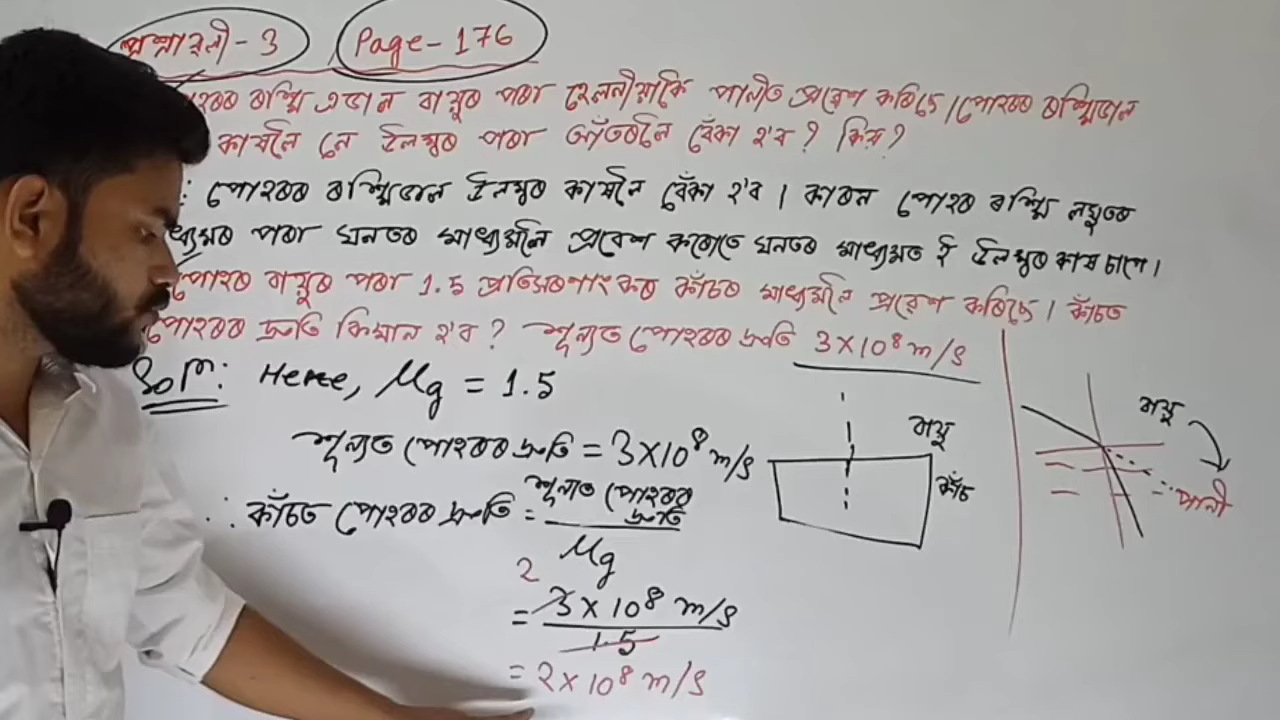 প্ৰশ্নাৱলী - 3
Page - 176
পোহৰৰ ৰশ্মি এডাল বায়ুৰ পৰা হেলনীয়াকৈ পানীত প্ৰৱেশ কৰিছে। পোহৰৰ ৰশ্মিডাল
কাষলৈ নে উলম্বৰ পৰা আঁতৰলৈ বেঁকা হ'ব? কিয়?
: পোহৰৰ ৰশ্মিডাল উলম্বৰ কাষলৈ বেঁকা হ'ব। কাৰণ পোহৰ ৰশ্মি লঘুতৰ
ধ্যমৰ পৰা ঘনতৰ মাধ্যমলৈ প্ৰবেশ কৰোতে ঘনতৰ মাধ্যমত ই উলম্বৰ কাষ চাপে।
পোহৰ বায়ুৰ পৰা 1.5 প্ৰতিসৰণাংকৰ কাঁচৰ মাধ্যমলৈ প্ৰৱেশ কৰিছে। কাঁচত
পোহৰৰ দ্ৰুতি কিমান হ'ব? শূন্যত পোহৰৰ দ্ৰুতি 3×10⁸ m/s
Solⁿ: Here, μg = 1.5
শূন্যত পোহৰৰ দ্ৰুতি = 3×10⁸ m/s
∴ কাঁচত পোহৰৰ দ্ৰুতি = শূন্যত পোহৰৰ দ্ৰুতি
μg
2
= 3×10⁸ m/s
1.5
= 2×10⁸ m/s
বায়ু
কাঁচ
বায়ু
পানী